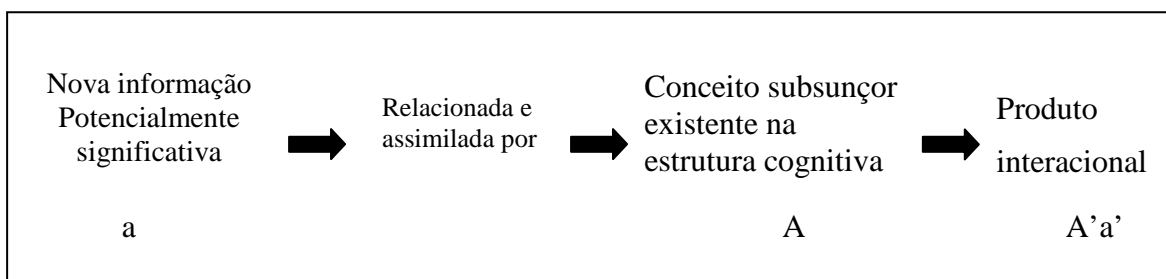 Nova informação
Potencialmente
significativa
a
Relacionada e
assimilada por
Conceito subsunçor
existente na
estrutura cognitiva
A
Produto
interacional
A’a’